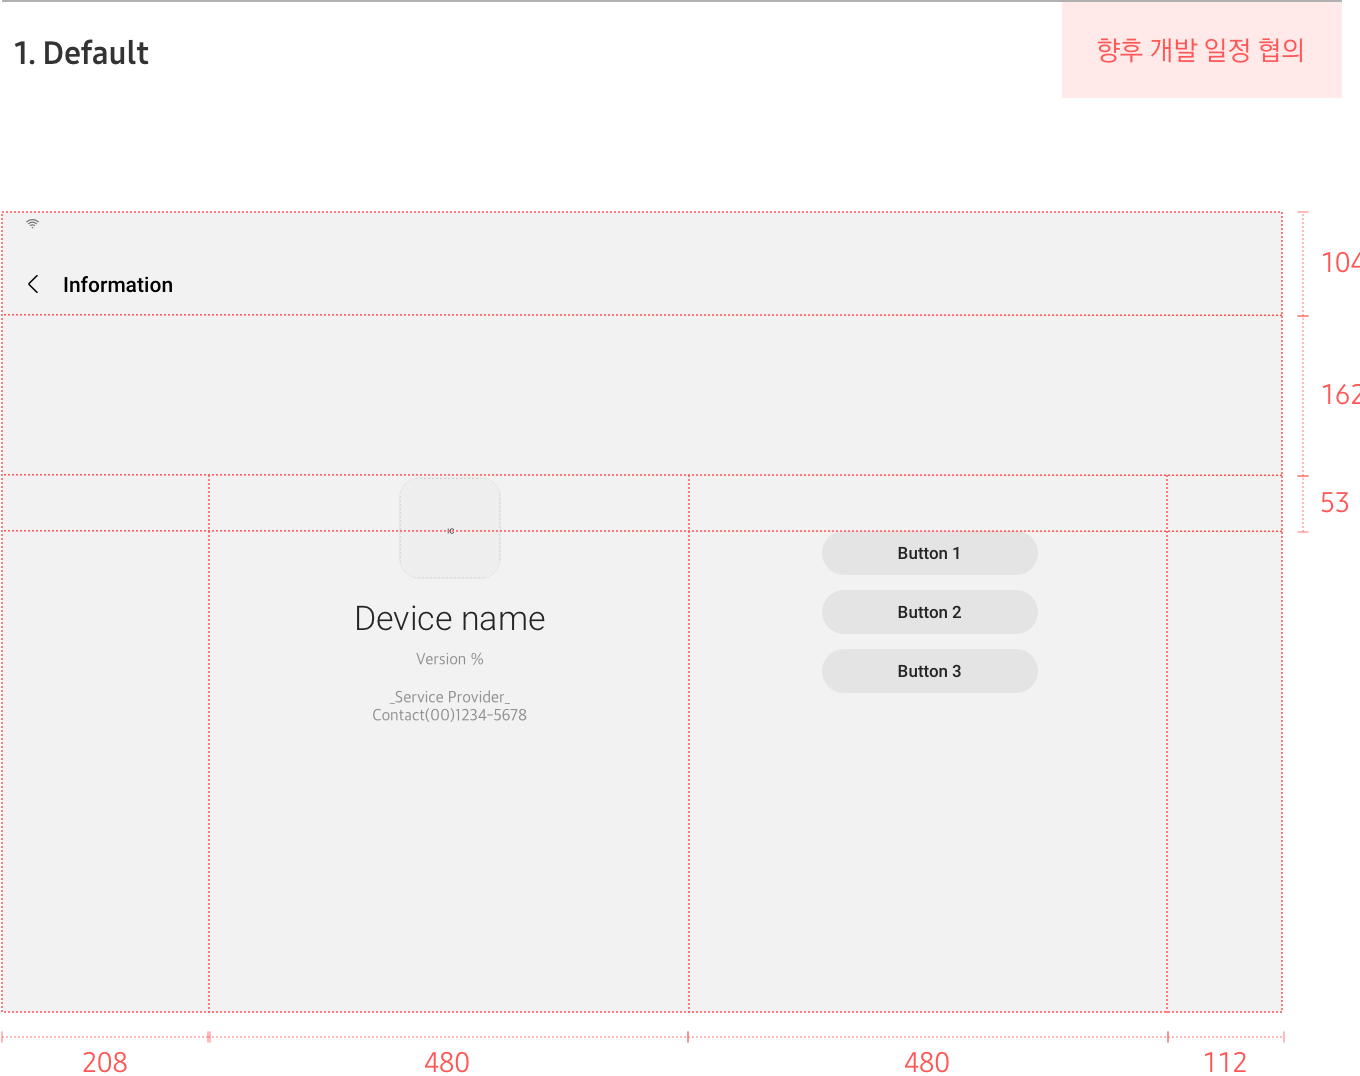 1. Default
향후 개발 일정 협의
Information
104
162
53
IC
Button 1
Device name
Button 2
Version %
Button 3
_Service Provider_
Contact(00)1234-5678
208
480
480
112